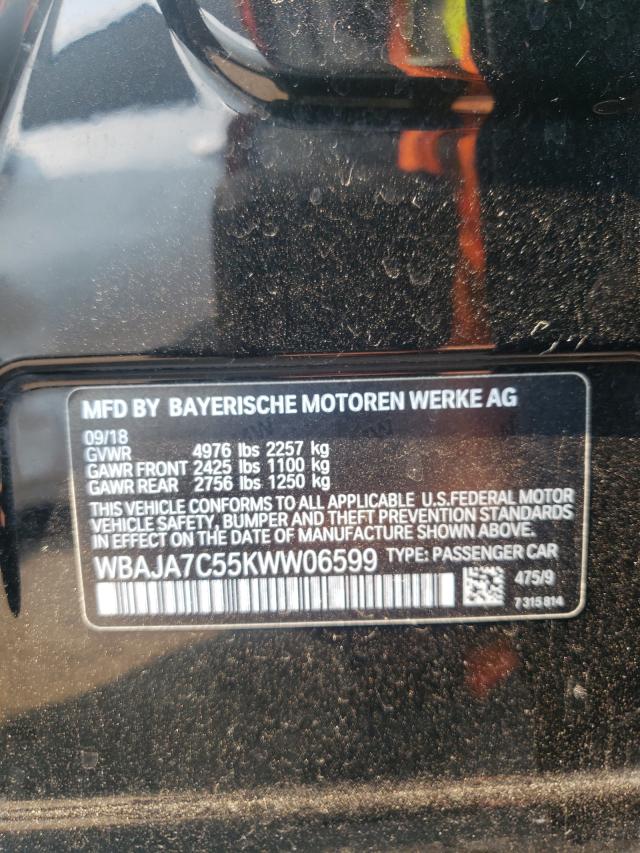 MFD BY BAYERISCHE MOTOREN WERKE AG
09/18
GVWR 4976 lbs 2257 kg
GAWR FRONT 2425 lbs 1100 kg
GAWR REAR 2756 lbs 1250 kg
THIS VEHICLE CONFORMS TO ALL APPLICABLE U.S.FEDERAL MOTOR
VEHICLE SAFETY, BUMPER AND THEFT PREVENTION STANDARDS
IN EFFECT ON THE DATE OF MANUFACTURE SHOWN ABOVE.
WBAJA7C55KWW06599 TYPE: PASSENGER CAR
475/9
7 315 814